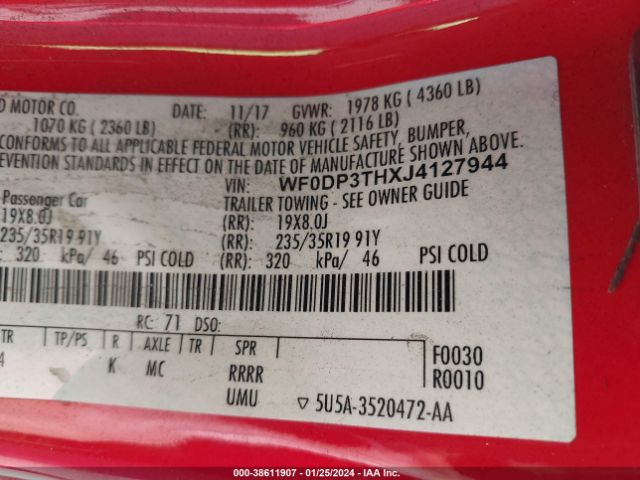 D MOTOR CO. DATE: 11/17 GVWR: 1978 KG ( 4360 LB)
1070 KG ( 2360 LB) (RR): 960 KG ( 2116 LB)
CONFORMS TO ALL APPLICABLE FEDERAL MOTOR VEHICLE SAFETY, BUMPER,
EVENTION STANDARDS IN EFFECT ON THE DATE OF MANUFACTURE SHOWN ABOVE.
VIN: WF0DP3THXJ4127944
Passenger Car TRAILER TOWING - SEE OWNER GUIDE
19X8.0J (RR): 19X8.0J
235/35R19 91Y (RR): 235/35R19 91Y
320 kPa/ 46 PSI COLD (RR): 320 kPa/ 46 PSI COLD
RC: 71 DSO:
TR TP/PS R AXLE TR SPR F0030
4 K MC RRRR R0010
UMU ▽ 5U5A-3520472-AA
000-38611907 - 01/25/2024 - IAA Inc.